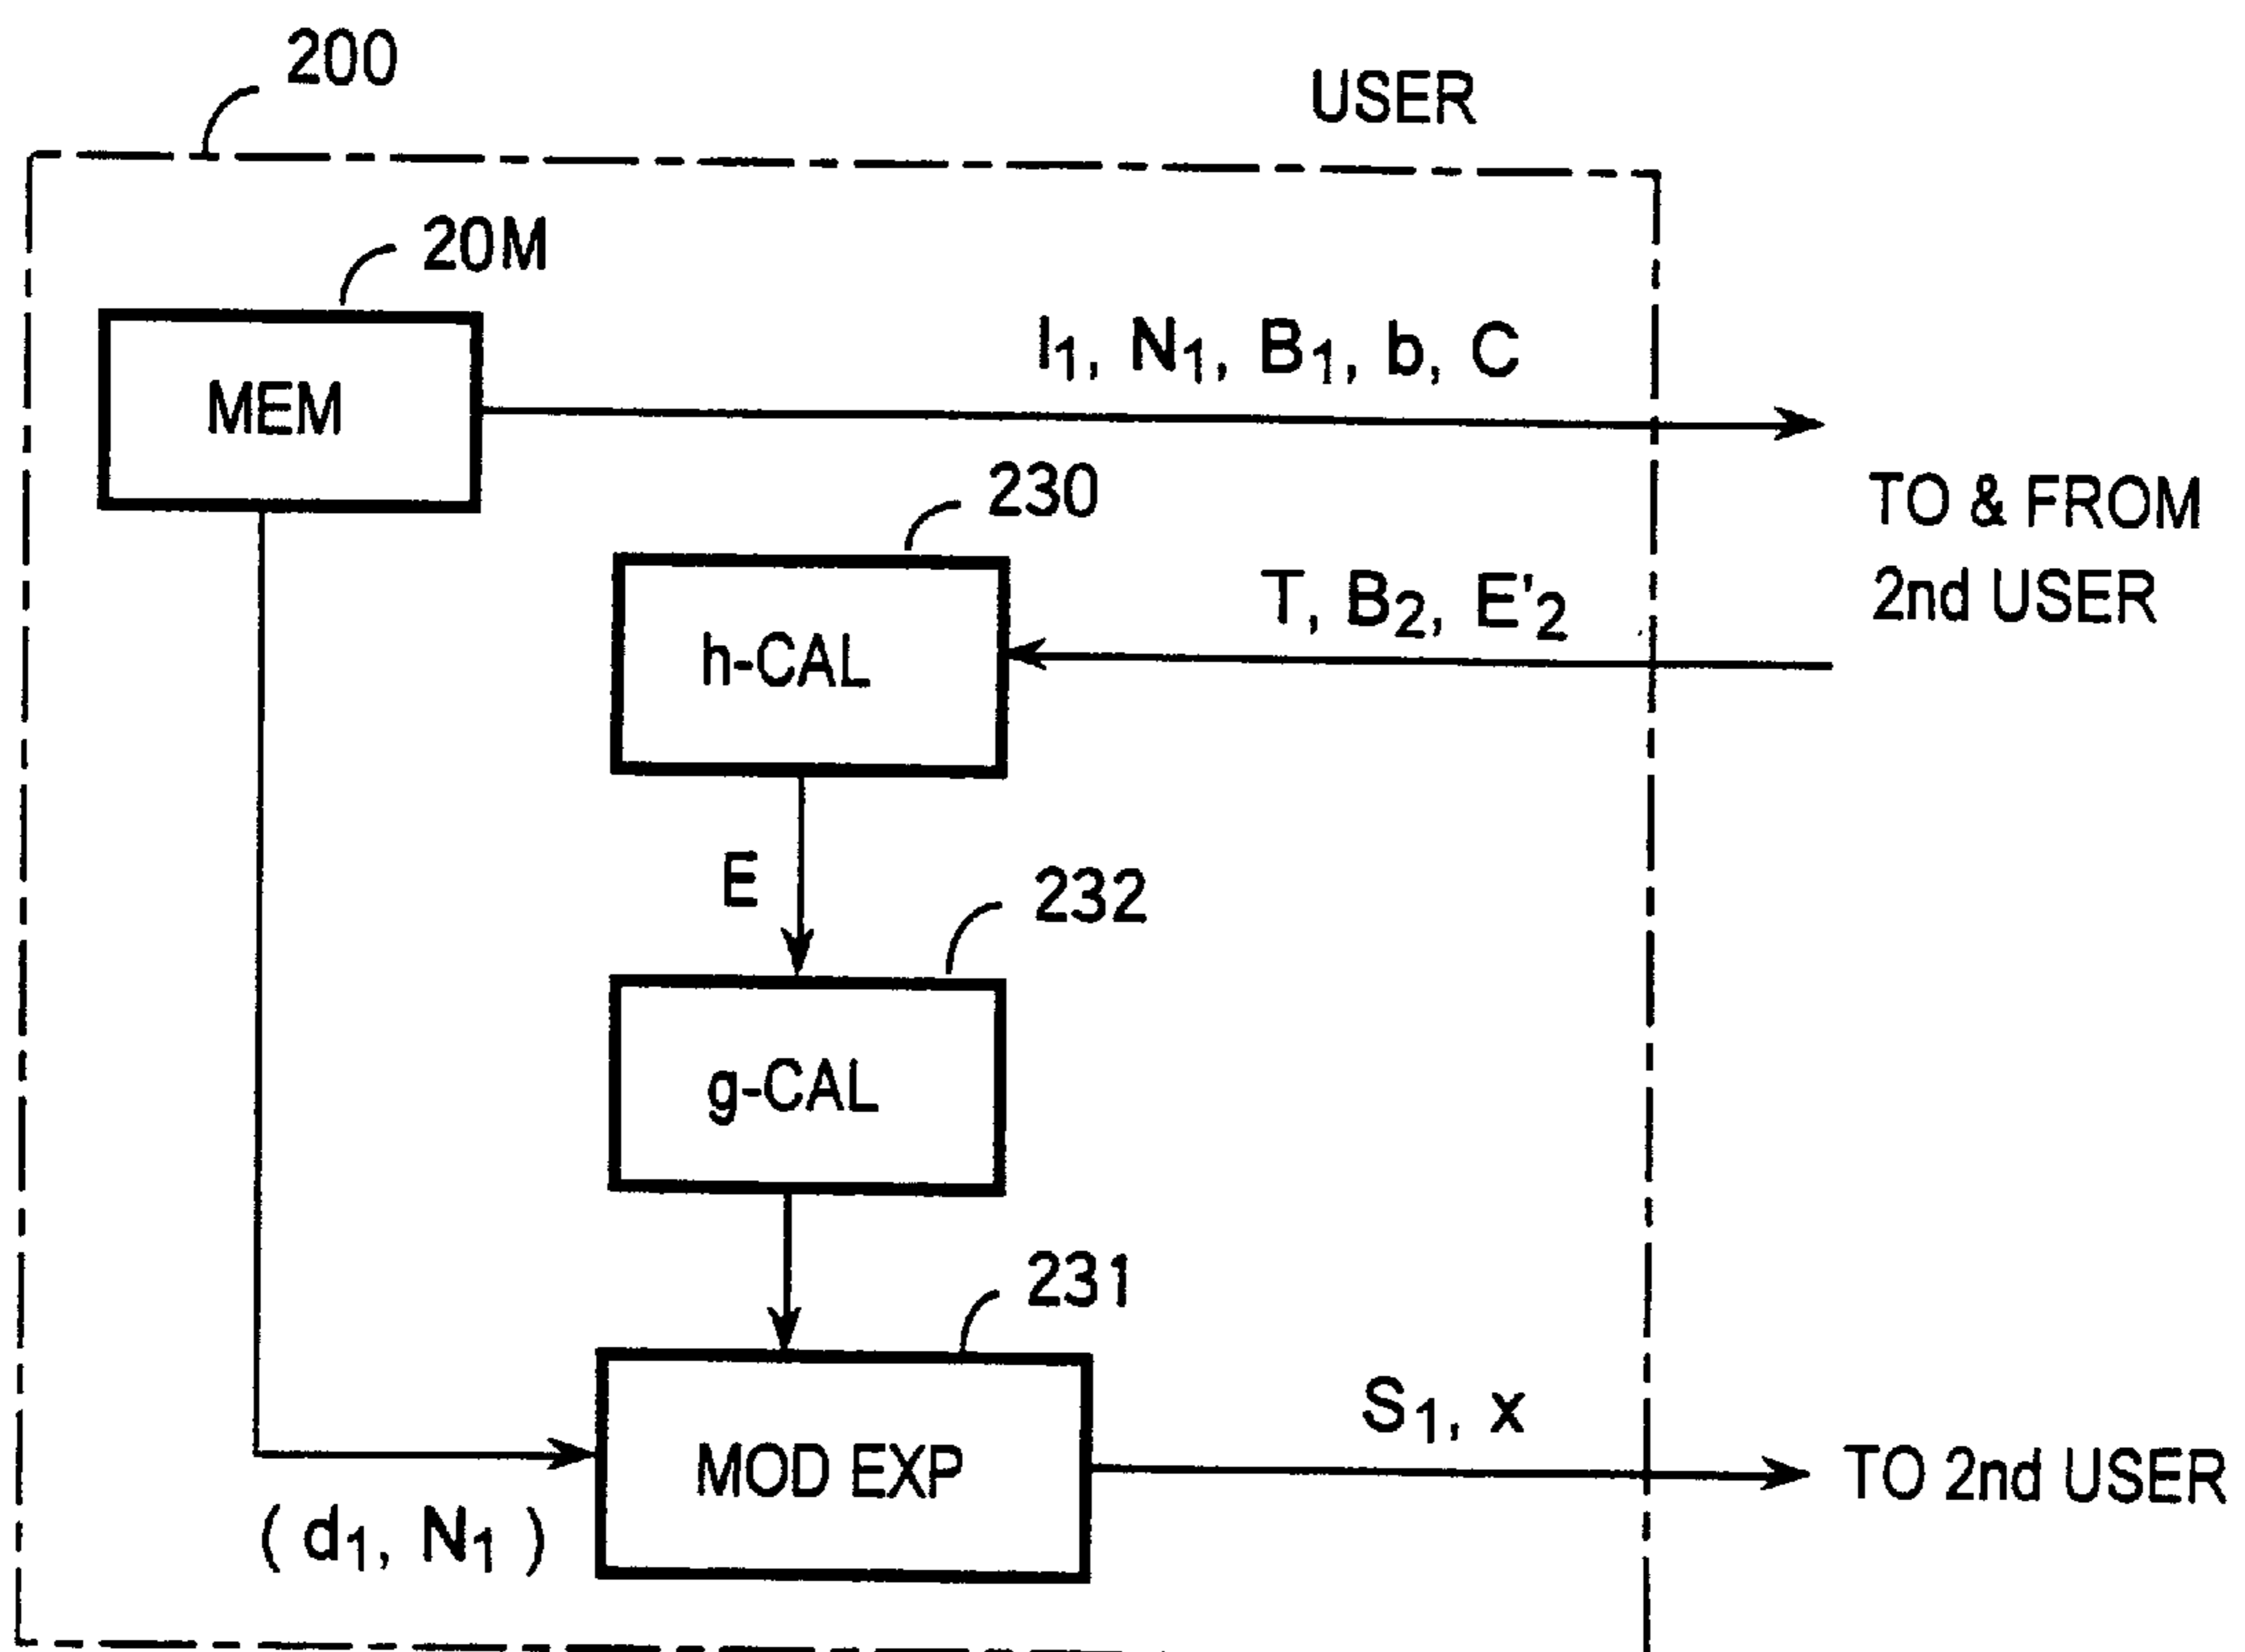 200
USER
20M
MEM
I1, N1, B1, b, C
230
TO & FROM
2nd USER
T, B2, E'2
h-CAL
E
232
g-CAL
231
S1, x
MOD EXP
TO 2nd USER
( d1, N1 )